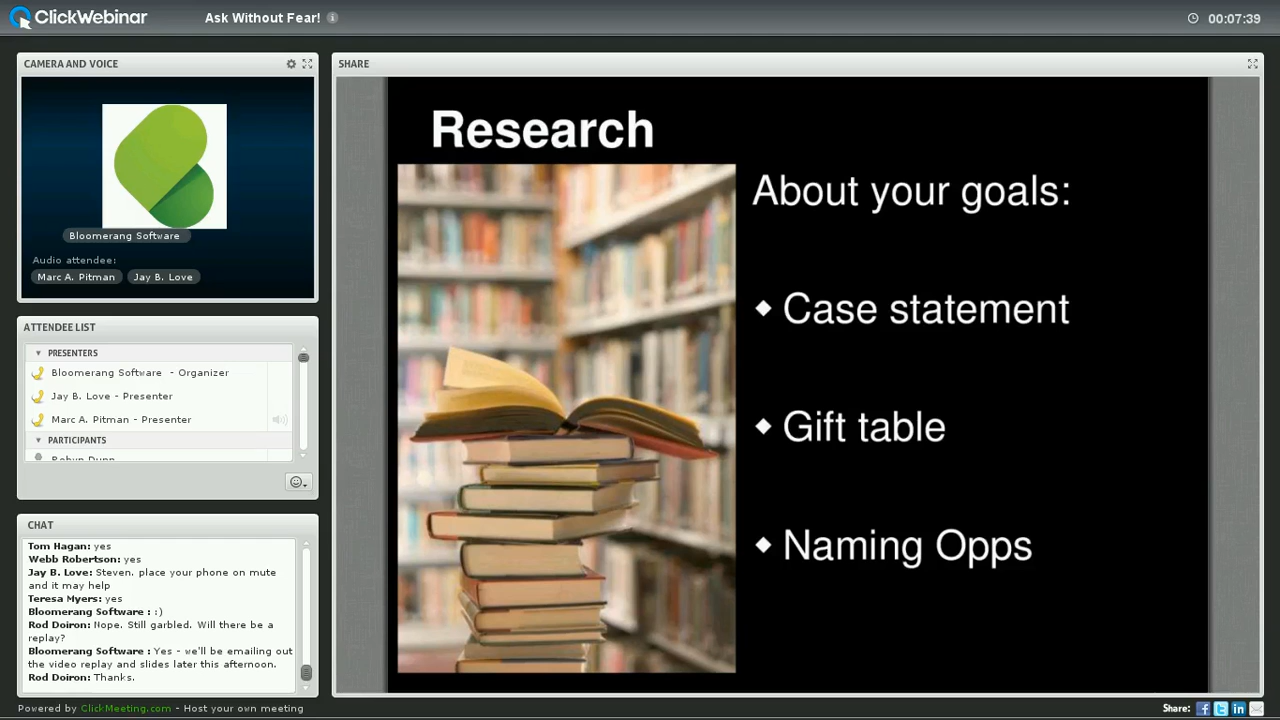 ClickWebinar
Ask Without Fear!
00:07:39
CAMERA AND VOICE
Bloomerang Software
Audio attendee:
Marc A. Pitman
Jay B. Love
ATTENDEE LIST
PRESENTERS
Bloomerang Software - Organizer
Jay B. Love - Presenter
Marc A. Pitman - Presenter
PARTICIPANTS
CHAT
Tom Hagan: yes
Webb Robertson: yes
Jay B. Love: Steven. place your phone on mute
and it may help
Teresa Myers: yes
Bloomerang Software : :)
Rod Doiron: Nope. Still garbled. Will there be a
replay?
Bloomerang Software : Yes - we'll be emailing out
the video replay and slides later this afternoon.
Rod Doiron: Thanks.
SHARE
Research
About your goals:
Case statement
Gift table
Naming Opps
Powered by ClickMeeting.com - Host your own meeting
Share: